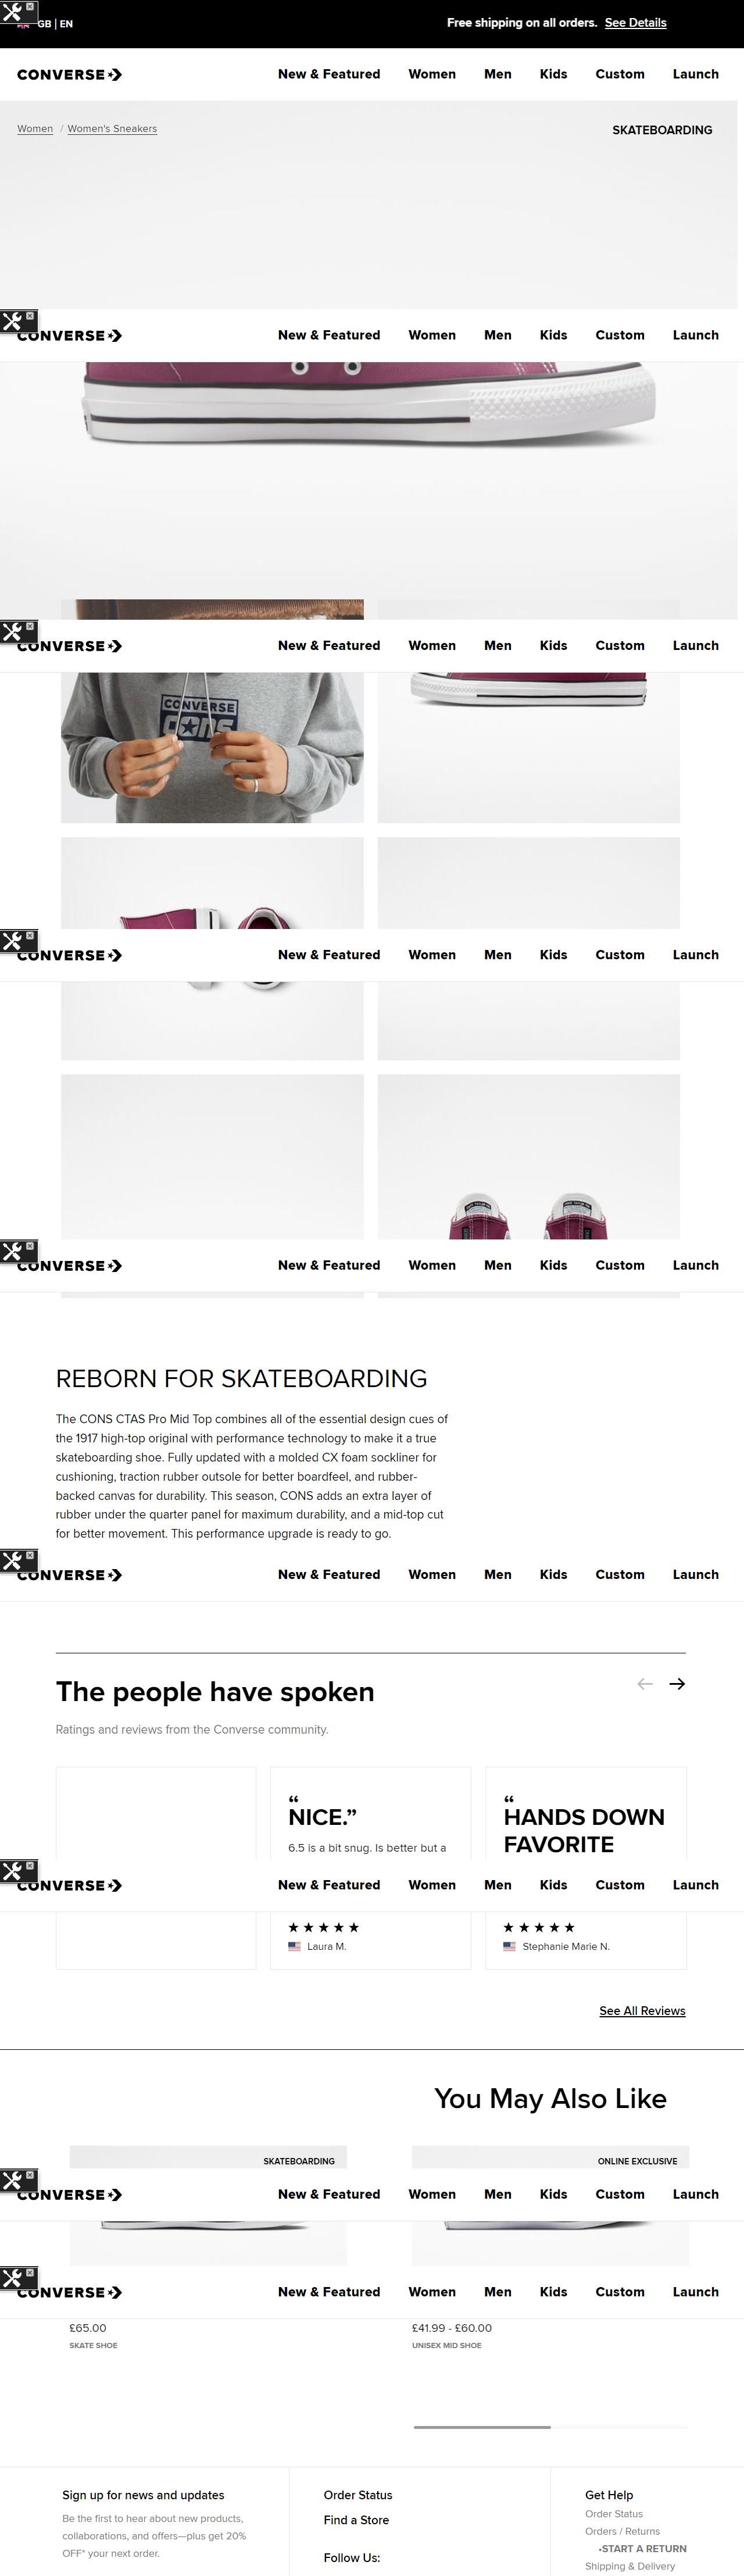 GB | EN
Free shipping on all orders. See Details
CONVERSE
New & Featured Women Men Kids Custom Launch
Women / Women's Sneakers
SKATEBOARDING
CONVERSE
New & Featured Women Men Kids Custom Launch
CONVERSE
New & Featured Women Men Kids Custom Launch
CONVERSE
CONS
CONVERSE
New & Featured Women Men Kids Custom Launch
CONVERSE
New & Featured Women Men Kids Custom Launch
REBORN FOR SKATEBOARDING
The CONS CTAS Pro Mid Top combines all of the essential design cues of
the 1917 high-top original with performance technology to make it a true
skateboarding shoe. Fully updated with a molded CX foam sockliner for
cushioning, traction rubber outsole for better boardfeel, and rubber-
backed canvas for durability. This season, CONS adds an extra layer of
rubber under the quarter panel for maximum durability, and a mid-top cut
for better movement. This performance upgrade is ready to go.
CONVERSE
New & Featured Women Men Kids Custom Launch
The people have spoken
Ratings and reviews from the Converse community.
“
NICE.”
6.5 is a bit snug. Is better but a
“
HANDS DOWN
FAVORITE
CONVERSE
New & Featured Women Men Kids Custom Launch
★ ★ ★ ★ ★
Laura M.
★ ★ ★ ★ ★
Stephanie Marie N.
See All Reviews
You May Also Like
SKATEBOARDING
ONLINE EXCLUSIVE
CONVERSE
New & Featured Women Men Kids Custom Launch
CONVERSE
New & Featured Women Men Kids Custom Launch
£65.00
SKATE SHOE
£41.99 - £60.00
UNISEX MID SHOE
Sign up for news and updates
Be the first to hear about new products,
collaborations, and offers—plus get 20%
OFF* your next order.
Order Status
Find a Store
Follow Us:
Get Help
Order Status
Orders / Returns
•START A RETURN
Shipping & Delivery